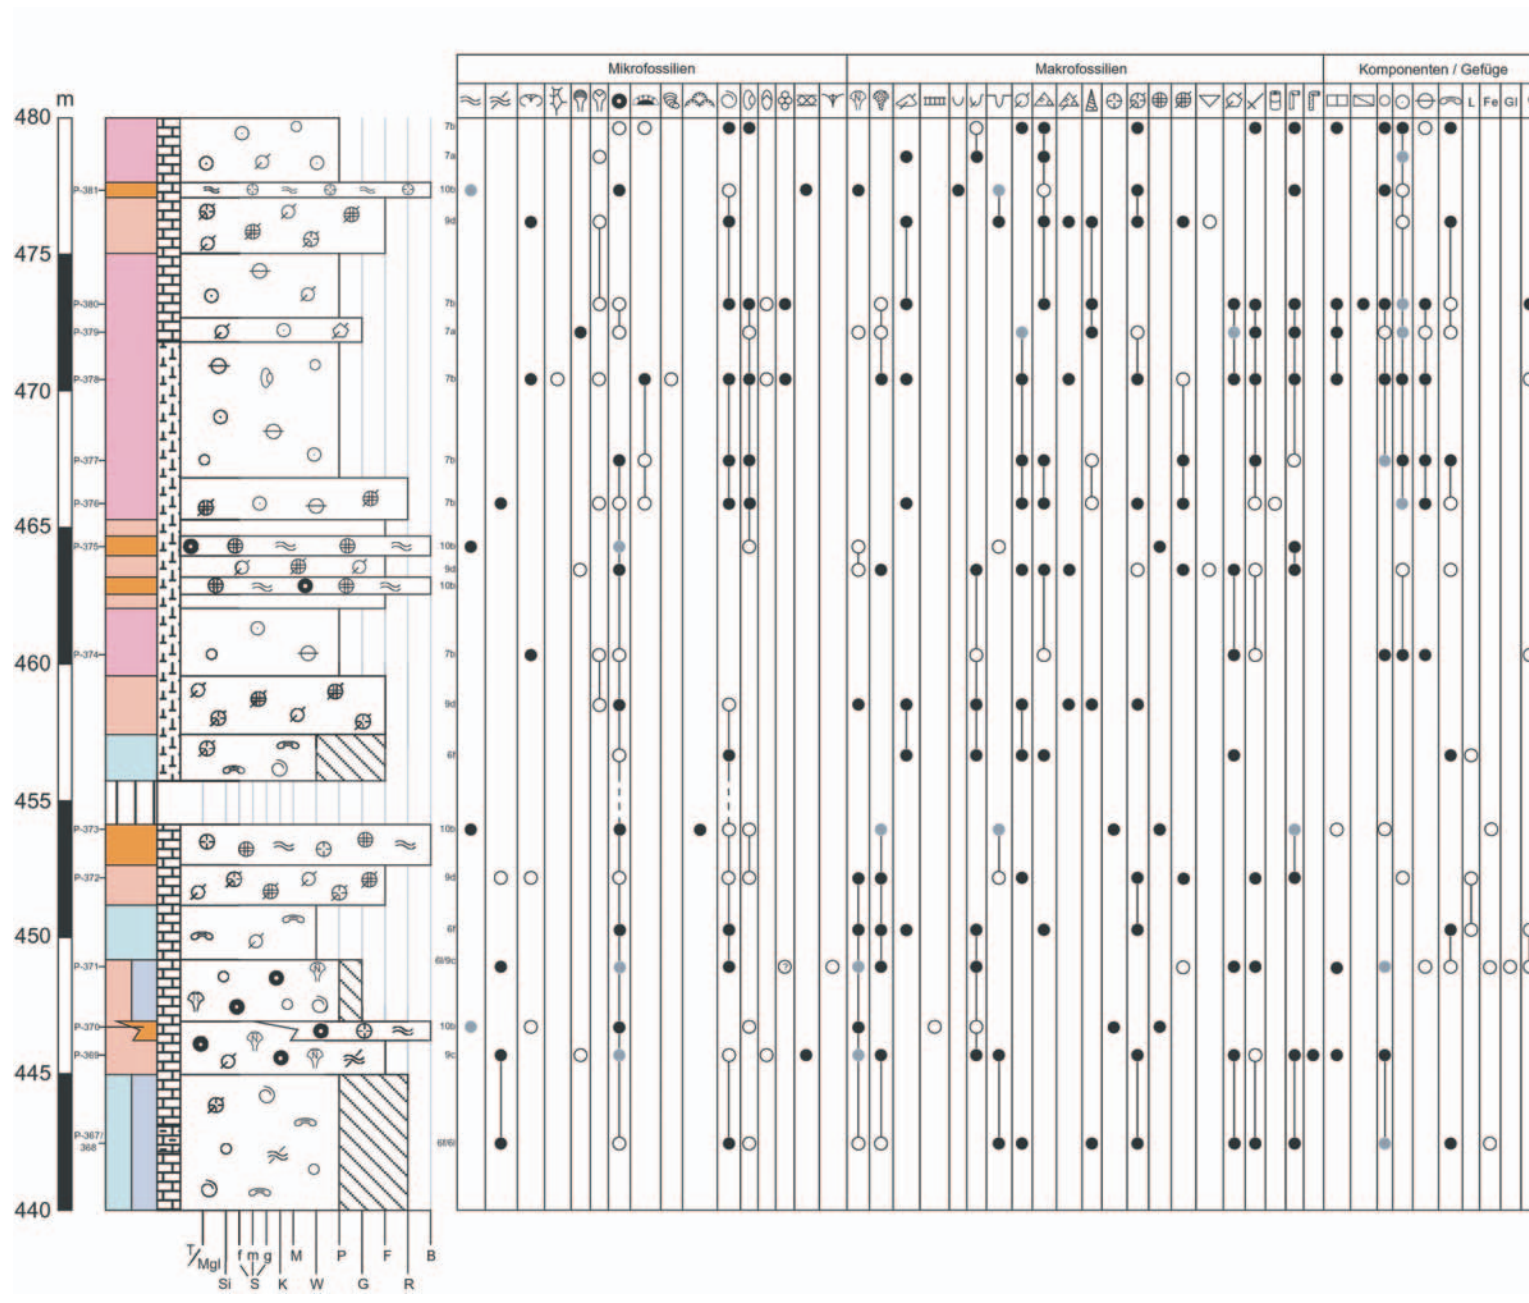 Mikrofossilien Makrofossilien Komponenten / Gefüge
m
L Fe Gl
480
7b
7a
P-381 10b
9d
475
P-380 7b
P-379 7a
P-378 7b
470
P-377 7b
P-376 7b
465
P-375 10b
9d
10b
P-374 7b
460
9d
6f
455
P-373 10b
P-372 9d
450
6f
P-371 6i/9c
N
?
N
P-370 10b
P-369 9c
N
445
P-367/
368
6f/6i
440
T/Mgl f m g M P F B
Si S K W G R